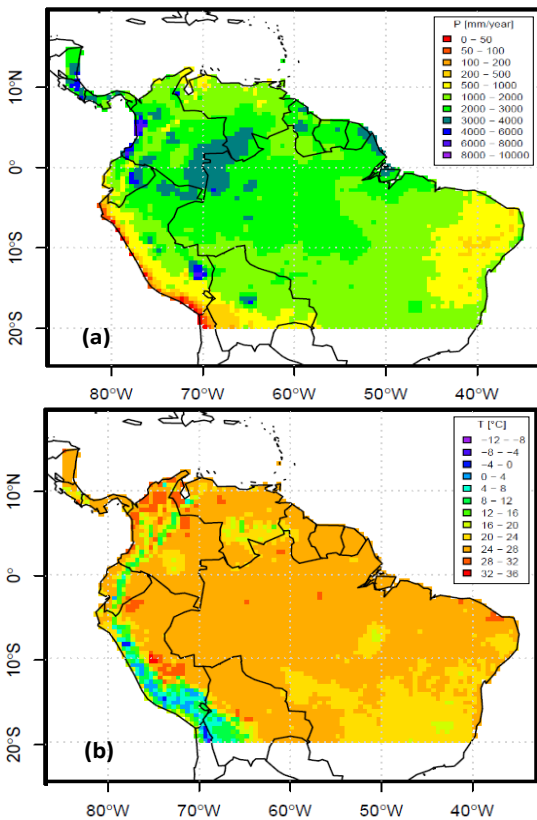 P [mm/year]
0 – 50
50 – 100
100 – 200
200 – 500
500 – 1000
1000 – 2000
2000 – 3000
3000 – 4000
4000 – 6000
6000 – 8000
8000 – 10000
10°N
0°
10°S
20°S
(a)
80°W 70°W 60°W 50°W 40°W
T [°C]
−12 – −8
−8 – −4
−4 – 0
0 – 4
4 – 8
8 – 12
12 – 16
16 – 20
20 – 24
24 – 28
28 – 32
32 – 36
10°N
0°
10°S
20°S
(b)
80°W 70°W 60°W 50°W 40°W